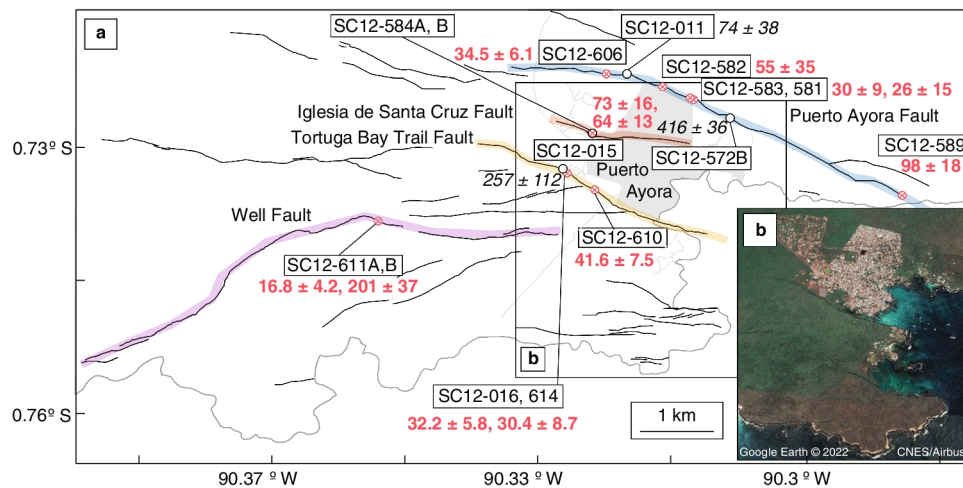 a
SC12-584A, B
SC12-011
74 ± 38
34.5 ± 6.1
SC12-606
SC12-582
55 ± 35
SC12-583, 581
30 ± 9, 26 ± 15
Iglesia de Santa Cruz Fault
73 ± 16,
64 ± 13
416 ± 36
Puerto Ayora Fault
Tortuga Bay Trail Fault
0.73º S
SC12-015
SC12-572B
SC12-589
98 ± 18
257 ± 112
Puerto
Ayora
Well Fault
SC12-610
41.6 ± 7.5
SC12-611A,B
16.8 ± 4.2, 201 ± 37
b
b
SC12-016, 614
32.2 ± 5.8, 30.4 ± 8.7
0.76º S
1 km
Google Earth © 2022
CNES/Airbus
90.37 º W
90.33 º W
90.3 º W